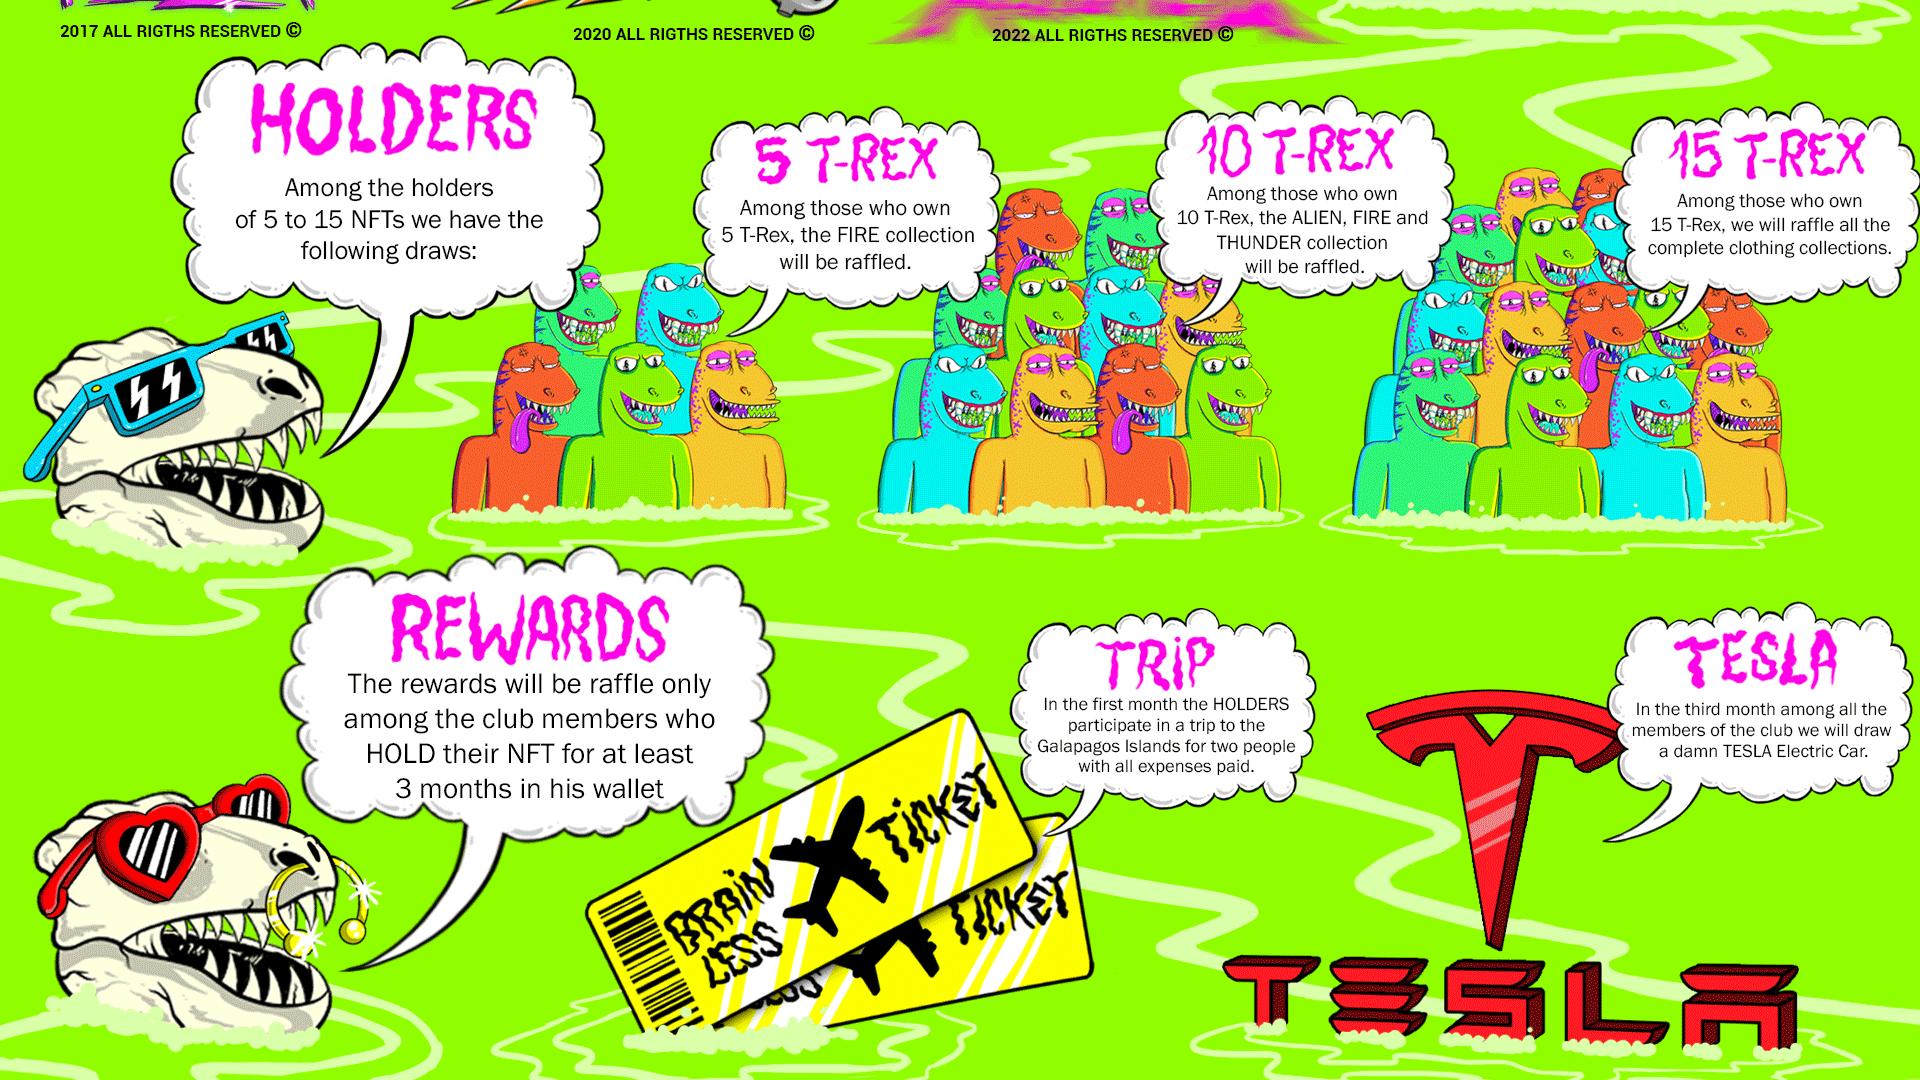 2017 ALL RIGTHS RESERVED ©
2020 ALL RIGTHS RESERVED ©
2022 ALL RIGTHS RESERVED ©
HOLDERS
Among the holders
of 5 to 15 NFTs we have the
following draws:
5 T-REX
Among those who own
5 T-Rex, the FIRE collection
will be raffled.
10 T-REX
Among those who own
10 T-Rex, the ALIEN, FIRE and
THUNDER collection
will be raffled.
15 T-REX
Among those who own
15 T-Rex, we will raffle all the
complete clothing collections.
REWARDS
The rewards will be raffle only
among the club members who
HOLD their NFT for at least
3 months in his wallet
TRiP
In the first month the HOLDERS
participate in a trip to the
Galapagos Islands for two people
with all expenses paid.
BRAiN
LESS
TiCKET
TiCKET
TESLA
In the third month among all the
members of the club we will draw
a damn TESLA Electric Car.
TESLA